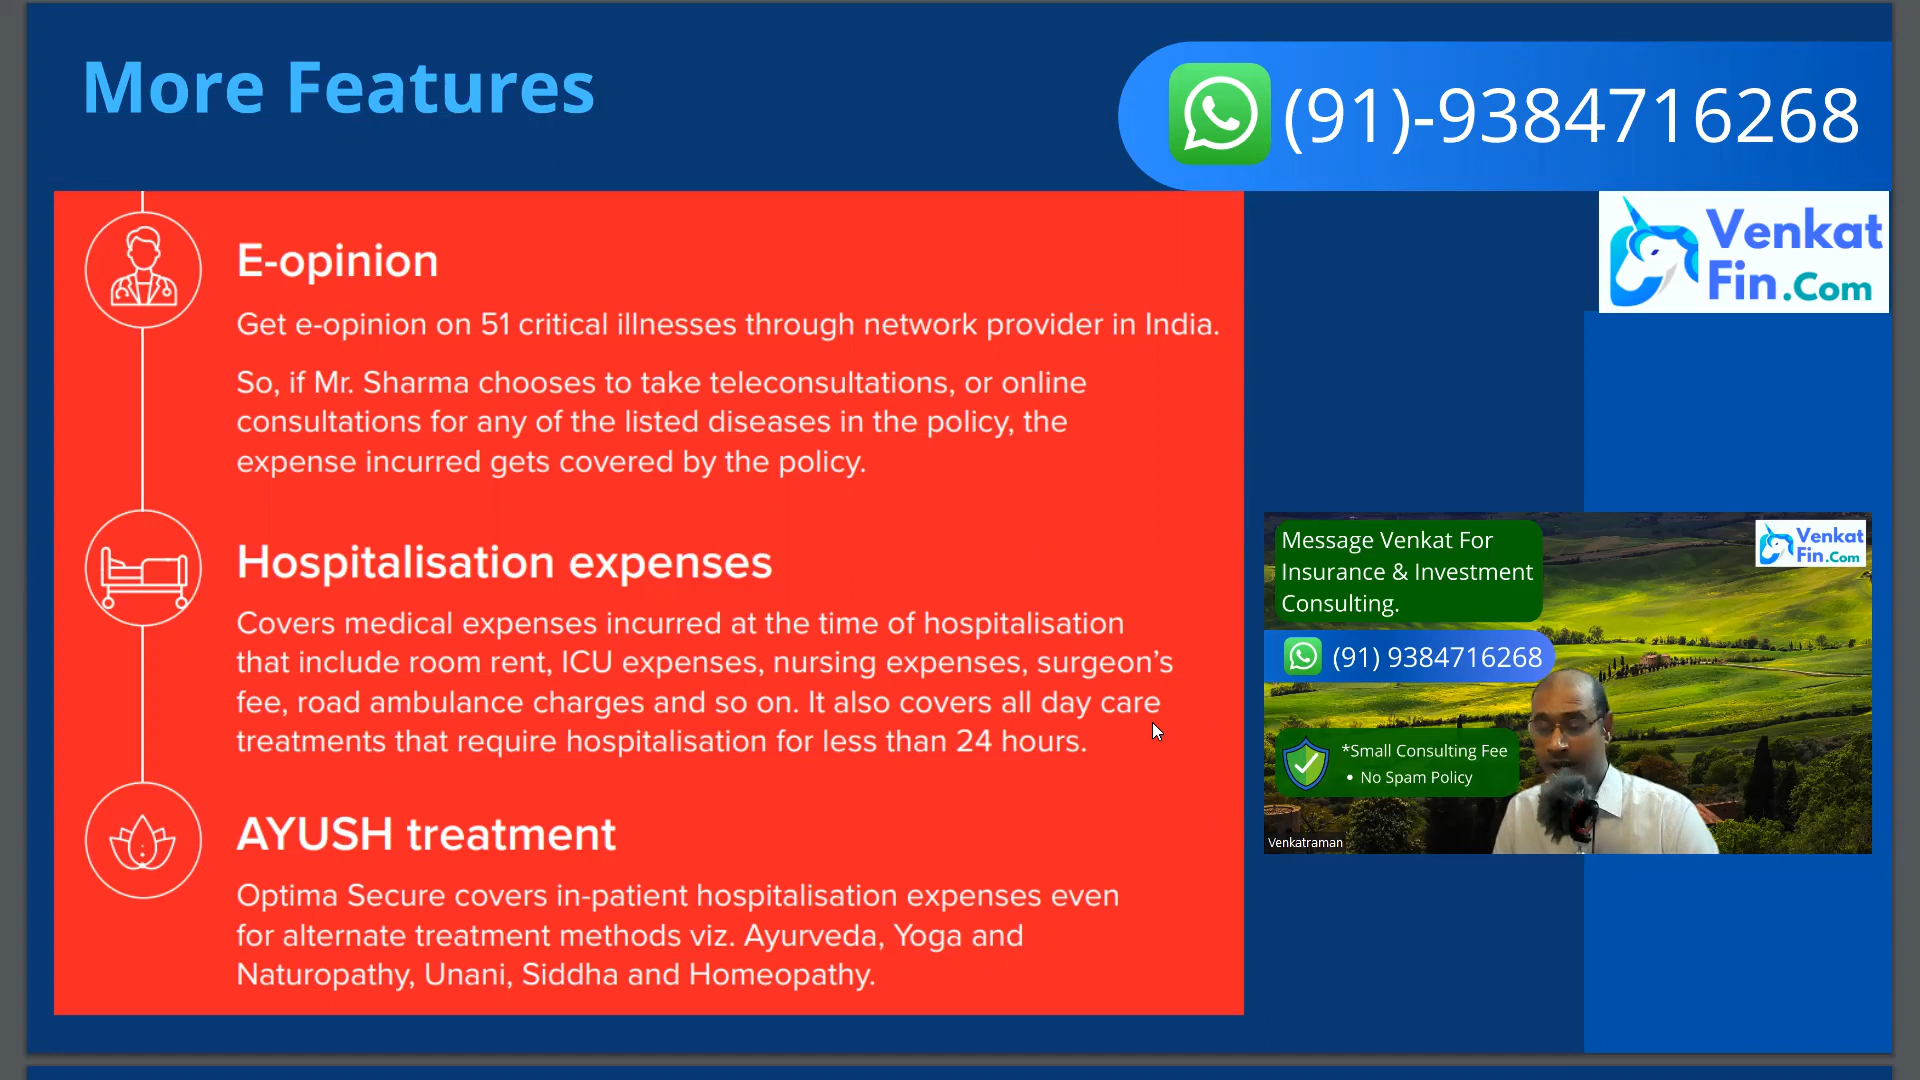 More Features
(91)-9384716268
Venkat
Fin.Com
E-opinion
Get e-opinion on 51 critical illnesses through network provider in India.
So, if Mr. Sharma chooses to take teleconsultations, or online
consultations for any of the listed diseases in the policy, the
expense incurred gets covered by the policy.
Hospitalisation expenses
Covers medical expenses incurred at the time of hospitalisation
that include room rent, ICU expenses, nursing expenses, surgeon’s
fee, road ambulance charges and so on. It also covers all day care
treatments that require hospitalisation for less than 24 hours.
AYUSH treatment
Optima Secure covers in-patient hospitalisation expenses even
for alternate treatment methods viz. Ayurveda, Yoga and
Naturopathy, Unani, Siddha and Homeopathy.
Message Venkat For
Insurance & Investment
Consulting.
Venkat
Fin.Com
(91) 9384716268
*Small Consulting Fee
• No Spam Policy
Venkatraman